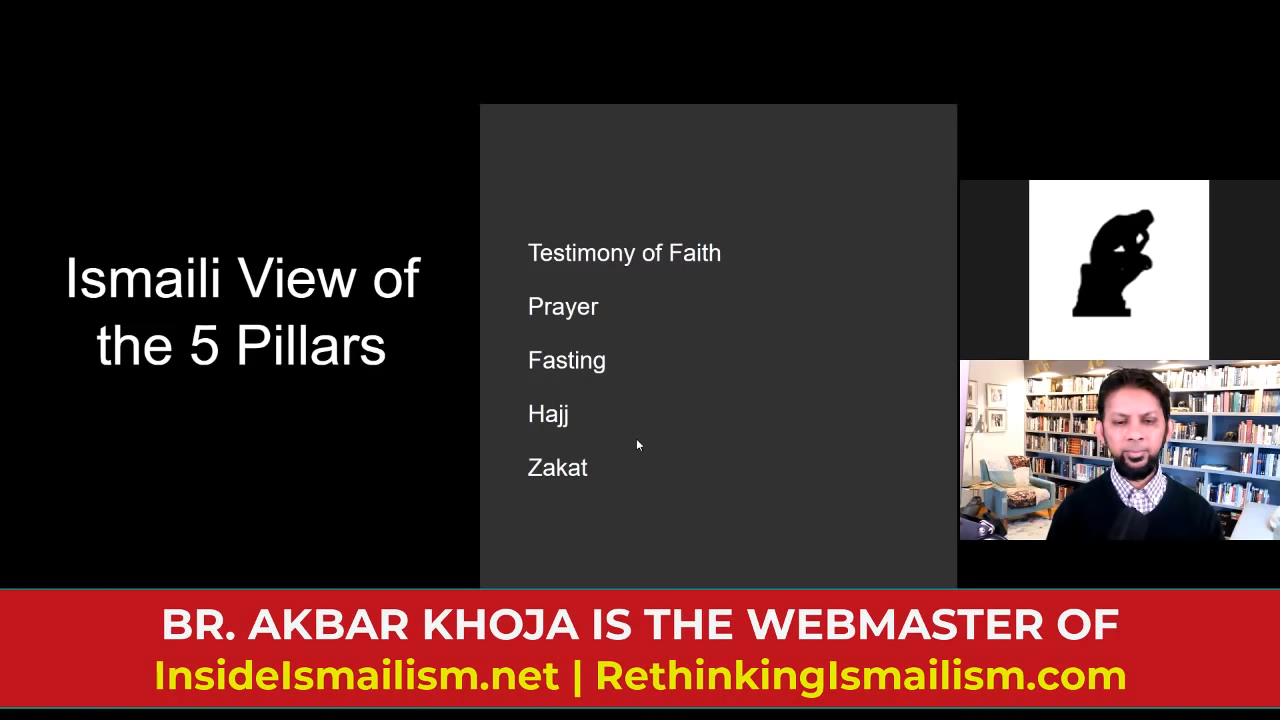 Ismaili View of
the 5 Pillars
Testimony of Faith
Prayer
Fasting
Hajj
Zakat
BR. AKBAR KHOJA IS THE WEBMASTER OF
InsideIsmailism.net | RethinkingIsmailism.com